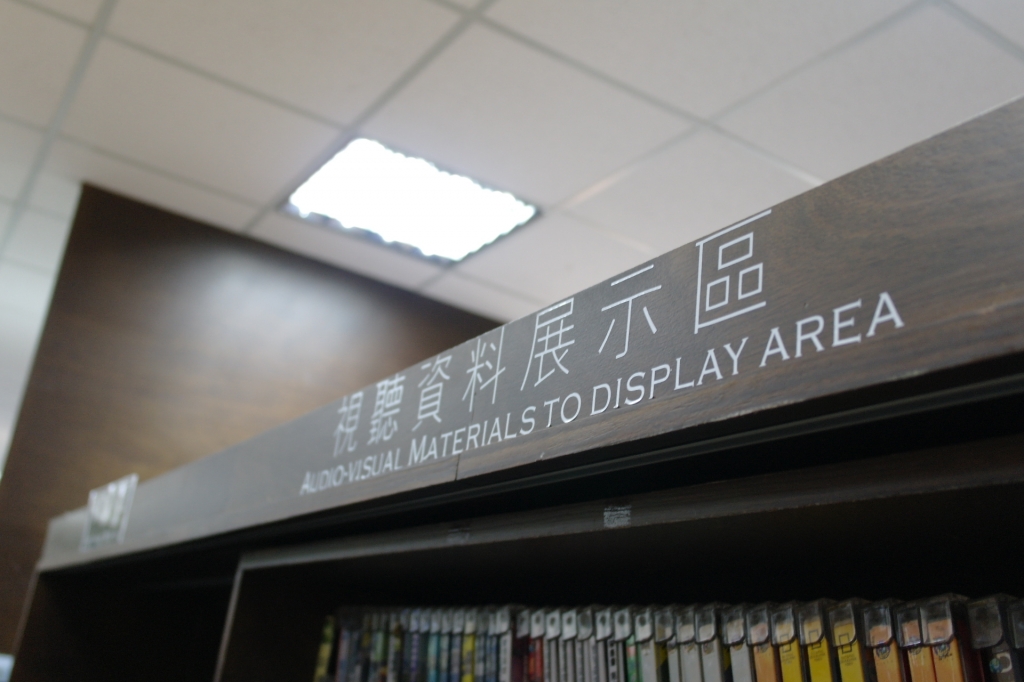 視聽資料展示區
AUDIO-VISUAL MATERIALS TO DISPLAY AREA